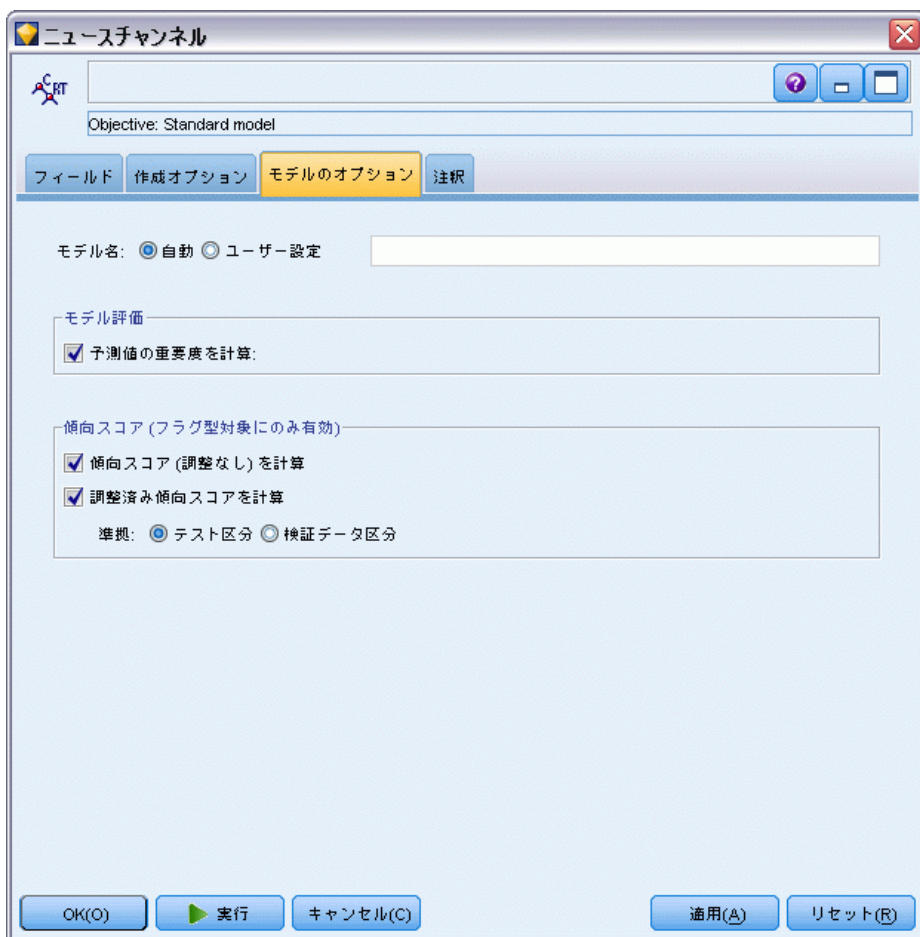 ニュースチャンネル
C RT
Objective: Standard model
フィールド 作成オプション モデルのオプション 注釈
モデル名: 自動 ユーザー設定
モデル評価
予測値の重要度を計算:
傾向スコア (フラグ型対象にのみ有効)
傾向スコア (調整なし) を計算
調整済み傾向スコアを計算
準拠: テスト区分 検証データ区分
OK(O) 実行 キャンセル(C) 適用(A) リセット(R)